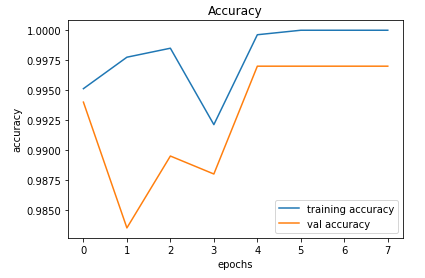 Accuracy
1.0000
0.9975
0.9950
0.9925
0.9900
0.9875
0.9850
accuracy
training accuracy
val accuracy
0 1 2 3 4 5 6 7
epochs